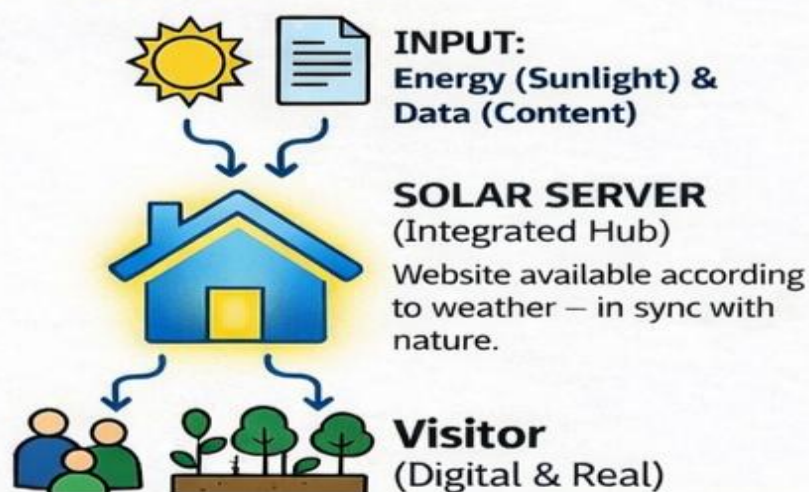 INPUT:
Energy (Sunlight) &
Data (Content)
SOLAR SERVER
(Integrated Hub)
Website available according
to weather – in sync with
nature.
Visitor
(Digital & Real)